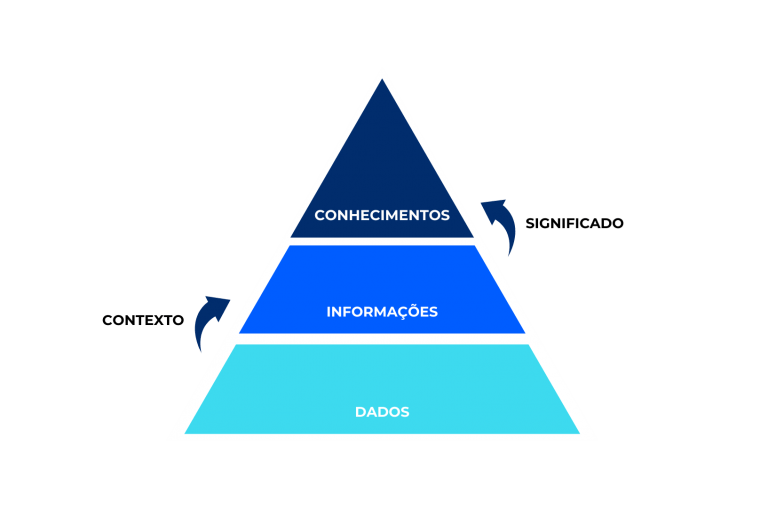 CONHECIMENTOS
SIGNIFICADO
INFORMAÇÕES
CONTEXTO
DADOS